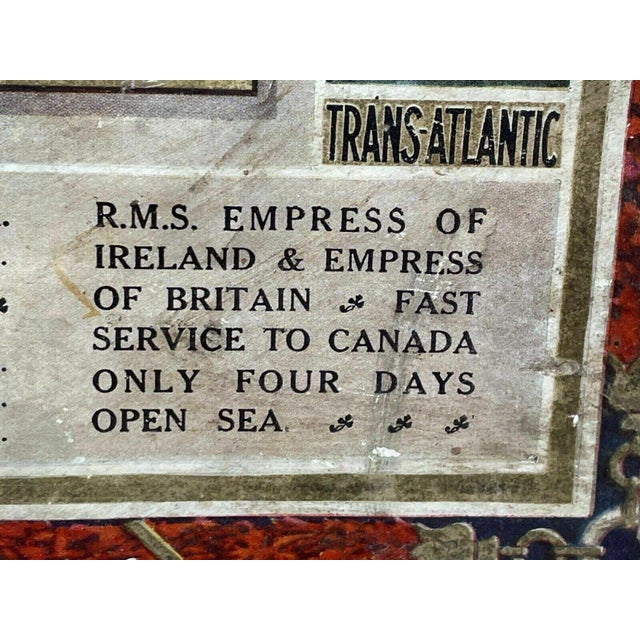 TRANS-ATLANTIC
R.M.S. EMPRESS OF
IRELAND & EMPRESS
OF BRITAIN FAST
SERVICE TO CANADA
ONLY FOUR DAYS
OPEN SEA.